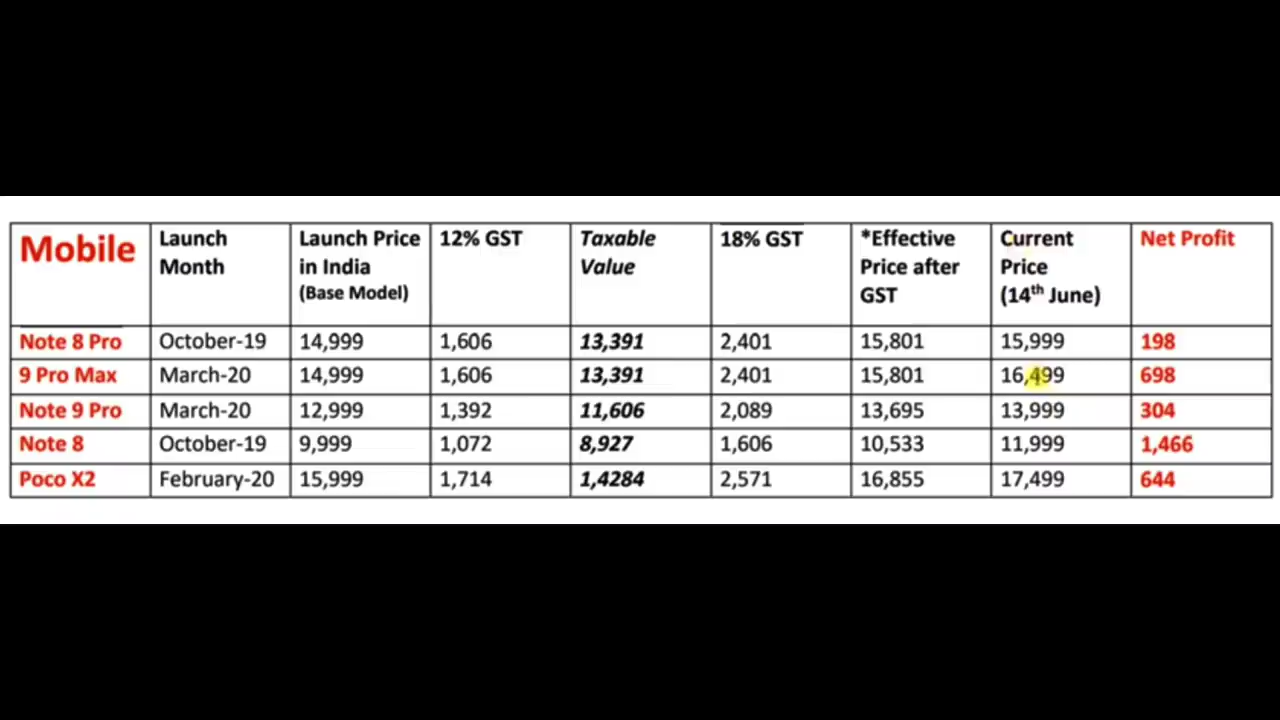 Mobile Launch Month Launch Price in India (Base Model) 12% GST Taxable Value 18% GST *Effective Price after GST Current Price (14th June) Net Profit
Note 8 Pro October-19 14,999 1,606 13,391 2,401 15,801 15,999 198
9 Pro Max March-20 14,999 1,606 13,391 2,401 15,801 16,499 698
Note 9 Pro March-20 12,999 1,392 11,606 2,089 13,695 13,999 304
Note 8 October-19 9,999 1,072 8,927 1,606 10,533 11,999 1,466
Poco X2 February-20 15,999 1,714 1,4284 2,571 16,855 17,499 644